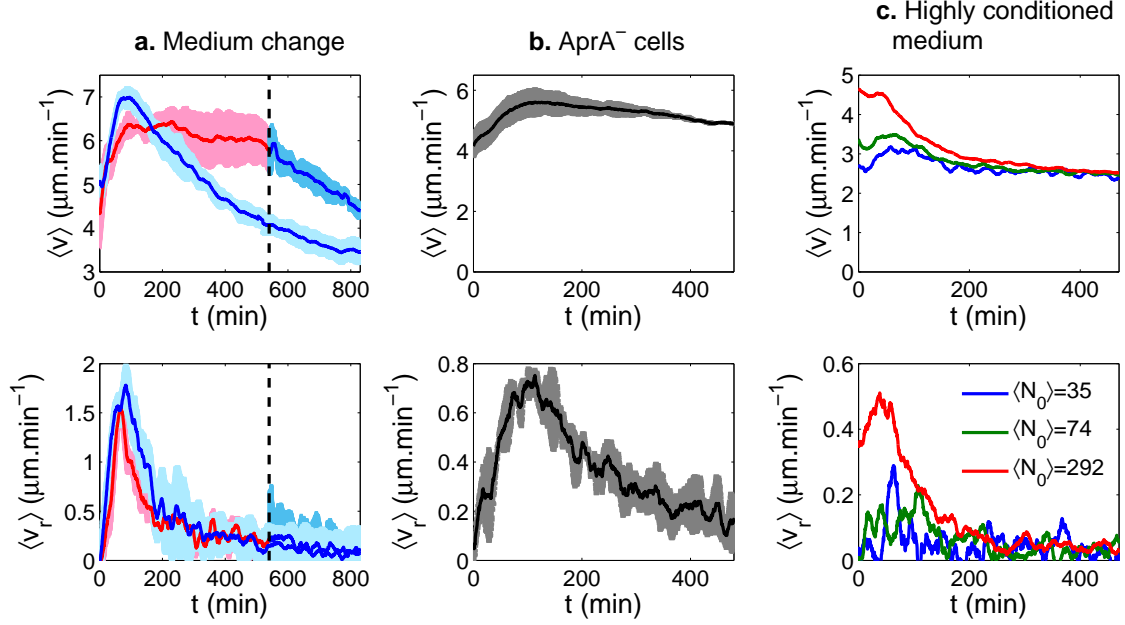 a. Medium change
b. AprA⁻ cells
c. Highly conditioned
medium
⟨v⟩ (μm.min⁻¹)
7
6
5
4
3
0 200 400 600 800
t (min)
⟨v⟩ (μm.min⁻¹)
6
4
2
0
0 200 400
t (min)
⟨v⟩ (μm.min⁻¹)
5
4
3
2
1
0
0 200 400
t (min)
⟨vᵣ⟩ (μm.min⁻¹)
2
1.5
1
0.5
0
0 200 400 600 800
t (min)
⟨vᵣ⟩ (μm.min⁻¹)
0.8
0.6
0.4
0.2
0
0 200 400
t (min)
⟨vᵣ⟩ (μm.min⁻¹)
0.6
0.4
0.2
0
0 200 400
t (min)
⟨N₀⟩=35
⟨N₀⟩=74
⟨N₀⟩=292